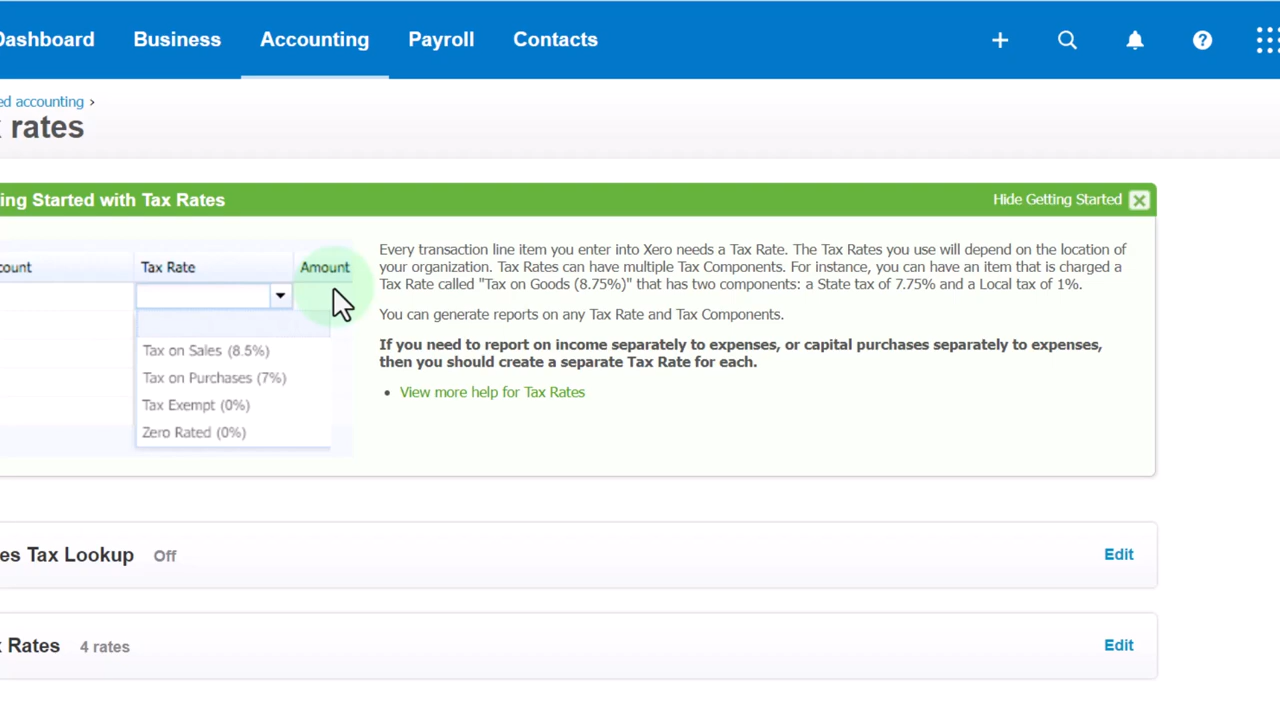 Dashboard Business Accounting Payroll Contacts
ed accounting ›
rates
ing Started with Tax Rates Hide Getting Started
count Tax Rate Amount
Tax on Sales (8.5%)
Tax on Purchases (7%)
Tax Exempt (0%)
Zero Rated (0%)
Every transaction line item you enter into Xero needs a Tax Rate. The Tax Rates you use will depend on the location of
your organization. Tax Rates can have multiple Tax Components. For instance, you can have an item that is charged a
Tax Rate called "Tax on Goods (8.75%)" that has two components: a State tax of 7.75% and a Local tax of 1%.
You can generate reports on any Tax Rate and Tax Components.
If you need to report on income separately to expenses, or capital purchases separately to expenses,
then you should create a separate Tax Rate for each.
• View more help for Tax Rates
es Tax Lookup Off Edit
Rates 4 rates Edit